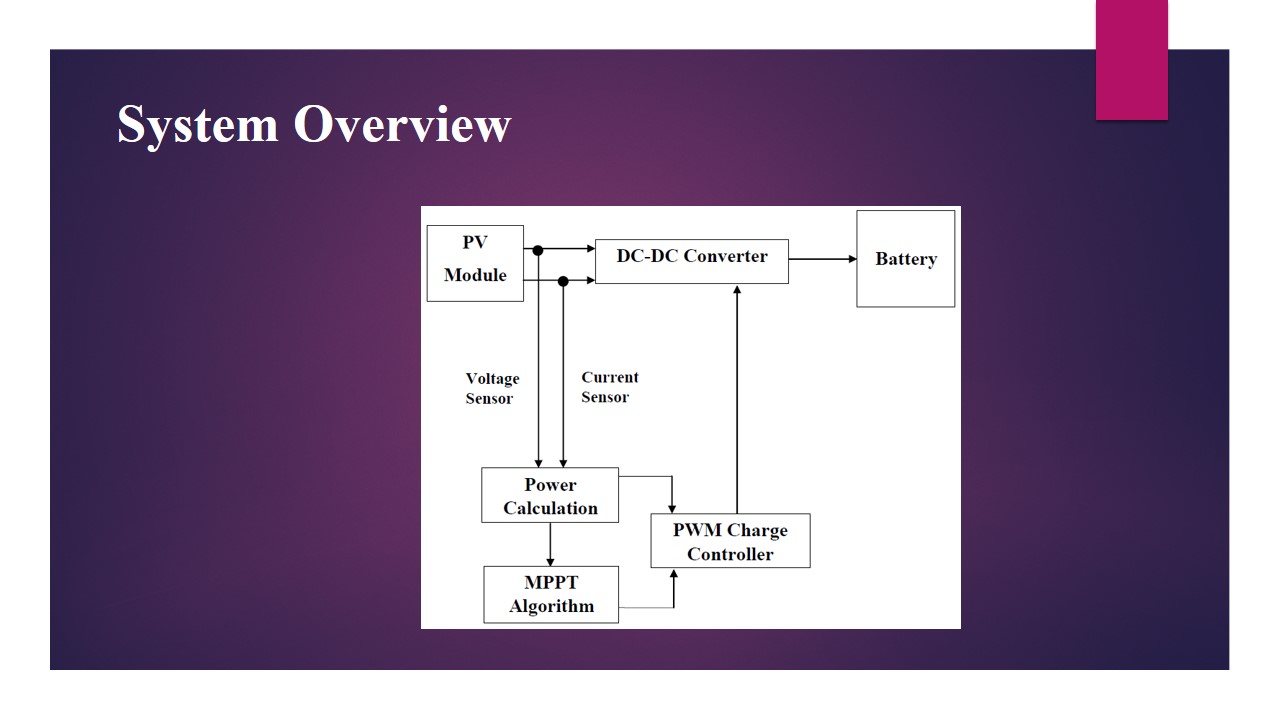 System Overview
PV
Module
DC-DC Converter
Battery
Voltage
Sensor
Current
Sensor
Power
Calculation
PWM Charge
Controller
MPPT
Algorithm